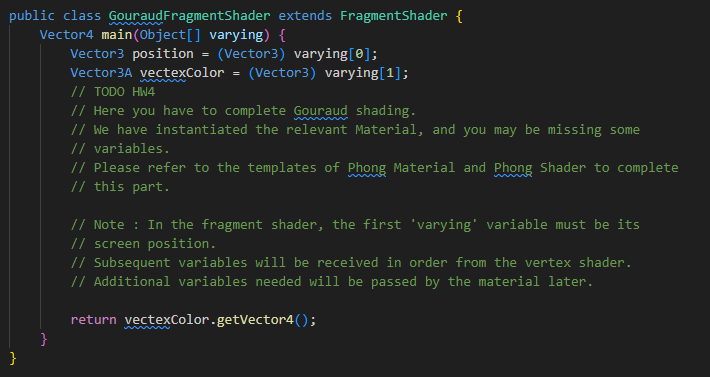 public class GouraudFragmentShader extends FragmentShader {
    Vector4 main(Object[] varying) {
        Vector3 position = (Vector3) varying[0];
        Vector3A vectexColor = (Vector3) varying[1];
        // TODO HW4
        // Here you have to complete Gouraud shading.
        // We have instantiated the relevant Material, and you may be missing some
        // variables.
        // Please refer to the templates of Phong Material and Phong Shader to complete
        // this part.

        // Note : In the fragment shader, the first 'varying' variable must be its
        // screen position.
        // Subsequent variables will be received in order from the vertex shader.
        // Additional variables needed will be passed by the material later.

        return vectexColor.getVector4();
    }
}